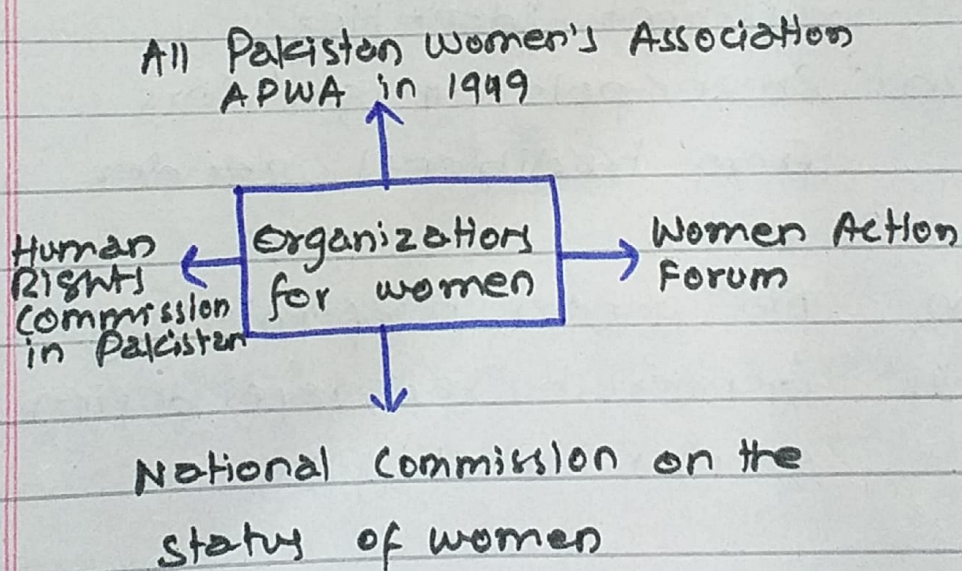 All Pakistan Women's Association
APWA in 1949
Human
Rights
Commission
in Pakistan
Organizations
for women
Women Action
Forum
National Commission on the
status of women